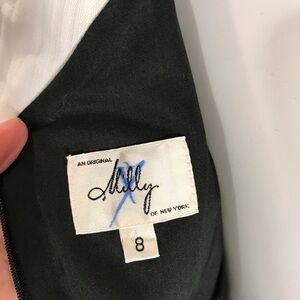 AN ORIGINAL
Milly
OF NEW YORK
8